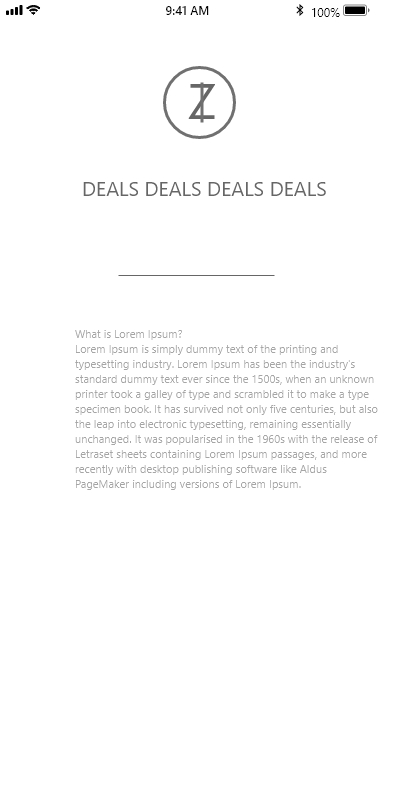 9:41 AM
100%
DEALS DEALS DEALS DEALS
What is Lorem Ipsum?
Lorem Ipsum is simply dummy text of the printing and
typesetting industry. Lorem Ipsum has been the industry's
standard dummy text ever since the 1500s, when an unknown
printer took a galley of type and scrambled it to make a type
specimen book. It has survived not only five centuries, but also
the leap into electronic typesetting, remaining essentially
unchanged. It was popularised in the 1960s with the release of
Letraset sheets containing Lorem Ipsum passages, and more
recently with desktop publishing software like Aldus
PageMaker including versions of Lorem Ipsum.